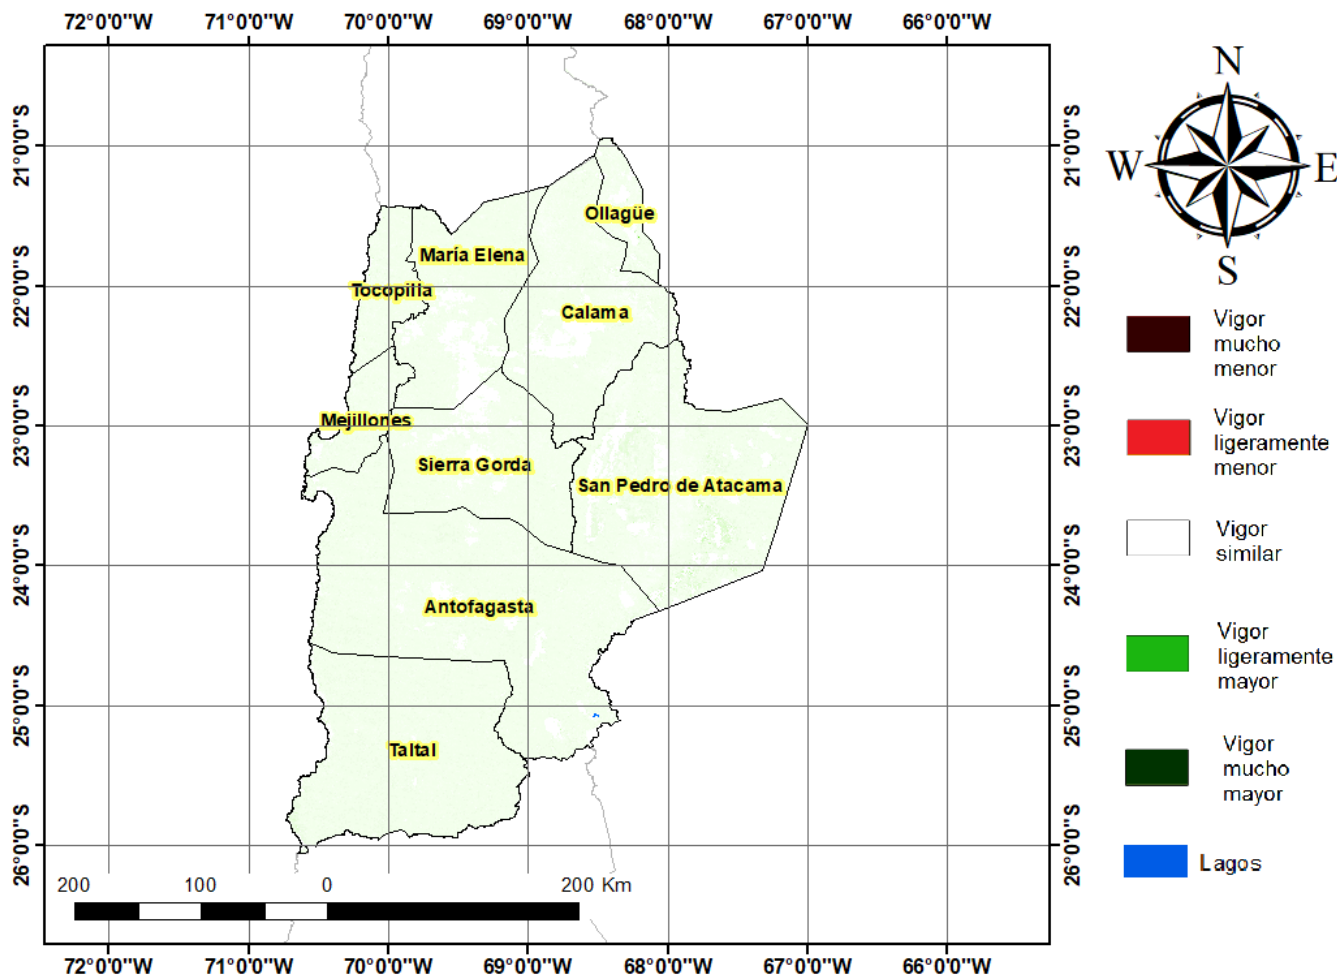 72°0'0"W 71°0'0"W 70°0'0"W 69°0'0"W 68°0'0"W 67°0'0"W 66°0'0"W
21°0'0"S
22°0'0"S
23°0'0"S
24°0'0"S
25°0'0"S
26°0'0"S
Ollagüe
María Elena
Tocopilla
Calama
Mejillones
Sierra Gorda
San Pedro de Atacama
Antofagasta
Taltal
200 100 0 200 Km
21°0'0"S
22°0'0"S
23°0'0"S
24°0'0"S
25°0'0"S
26°0'0"S
72°0'0"W 71°0'0"W 70°0'0"W 69°0'0"W 68°0'0"W 67°0'0"W 66°0'0"W
N
W E
S
Vigor
mucho
menor
Vigor
ligeramente
menor
Vigor
similar
Vigor
ligeramente
mayor
Vigor
mucho
mayor
Lagos